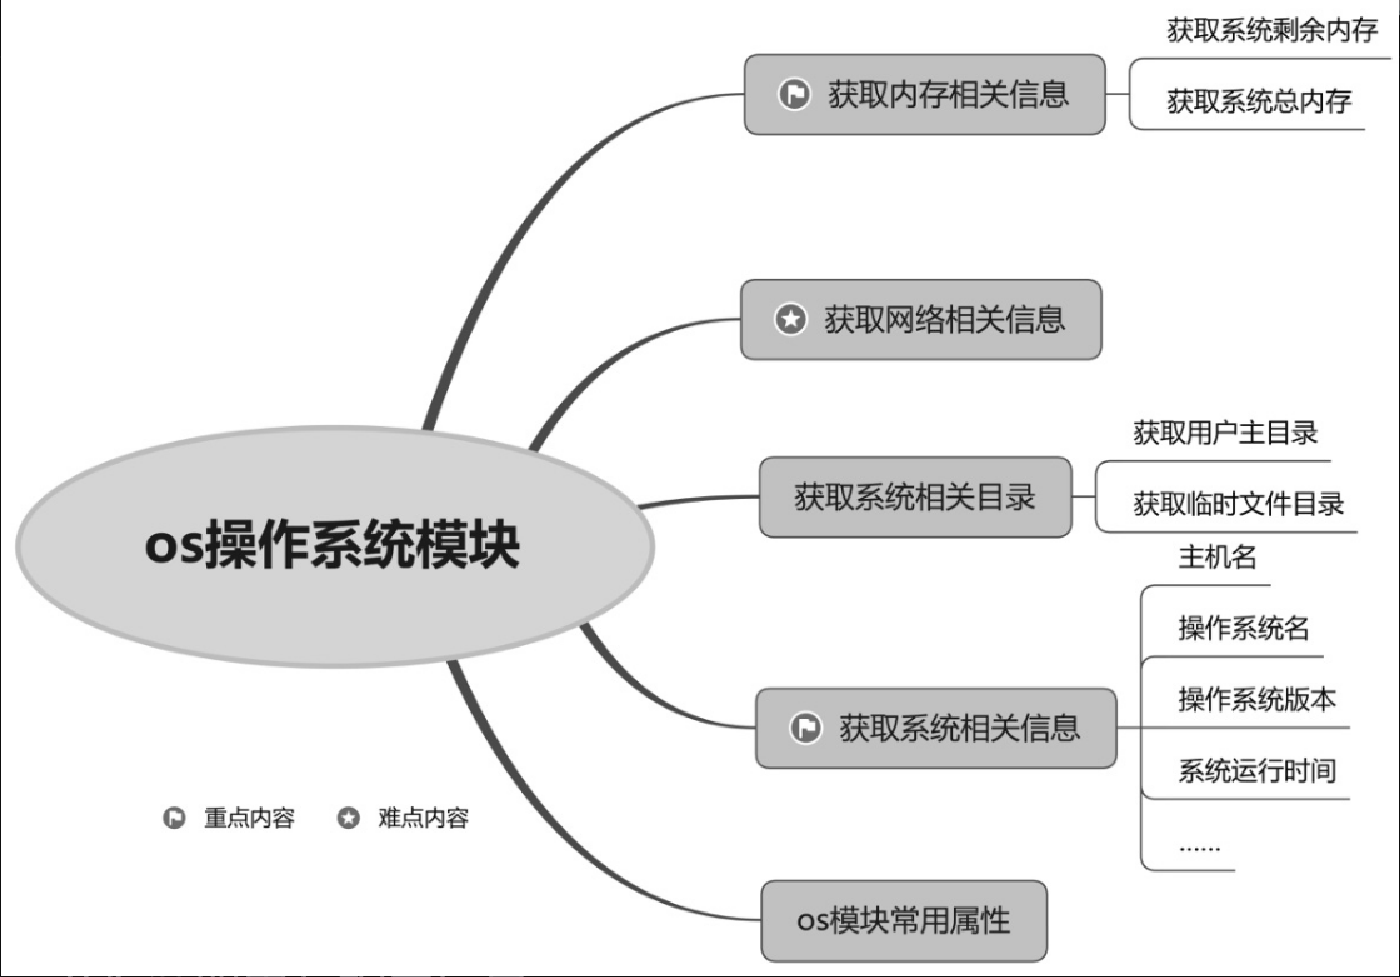 获取系统剩余内存
获取内存相关信息
获取系统总内存
获取网络相关信息
获取用户主目录
获取系统相关目录
获取临时文件目录
os操作系统模块
主机名
操作系统名
操作系统版本
获取系统相关信息
系统运行时间
……
重点内容 难点内容
os模块常用属性